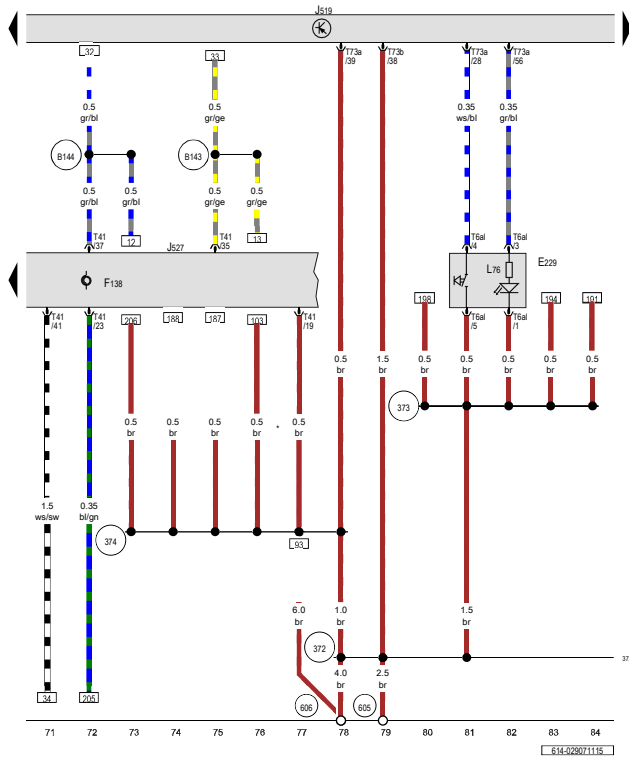 J519
32
33
T73a
/39
T73b
/38
T73a
/28
T73a
/56
0.5
gr/bl
0.5
gr/ge
0.35
ws/bl
0.35
gr/bl
B144
B143
0.5
gr/bl
0.5
gr/bl
0.5
gr/ge
0.5
gr/ge
12
13
T41
/37
J527
T41
/35
T6al
/4
T6al
/3
F138
L76
E229
T41
/41
T41
/23
206
188
187
103
T41
/19
198
T6al
/5
T6al
/1
194
191
0.5
br
1.5
br
0.5
br
0.5
br
0.5
br
0.5
br
0.5
br
373
0.5
br
0.5
br
0.5
br
0.5
br
*
0.5
br
1.5
ws/sw
0.35
bl/gn
374
93
6.0
br
1.0
br
1.5
br
372
37
4.0
br
2.5
br
34
205
606
605
71 72 73 74 75 76 77 78 79 80 81 82 83 84
614-029071115